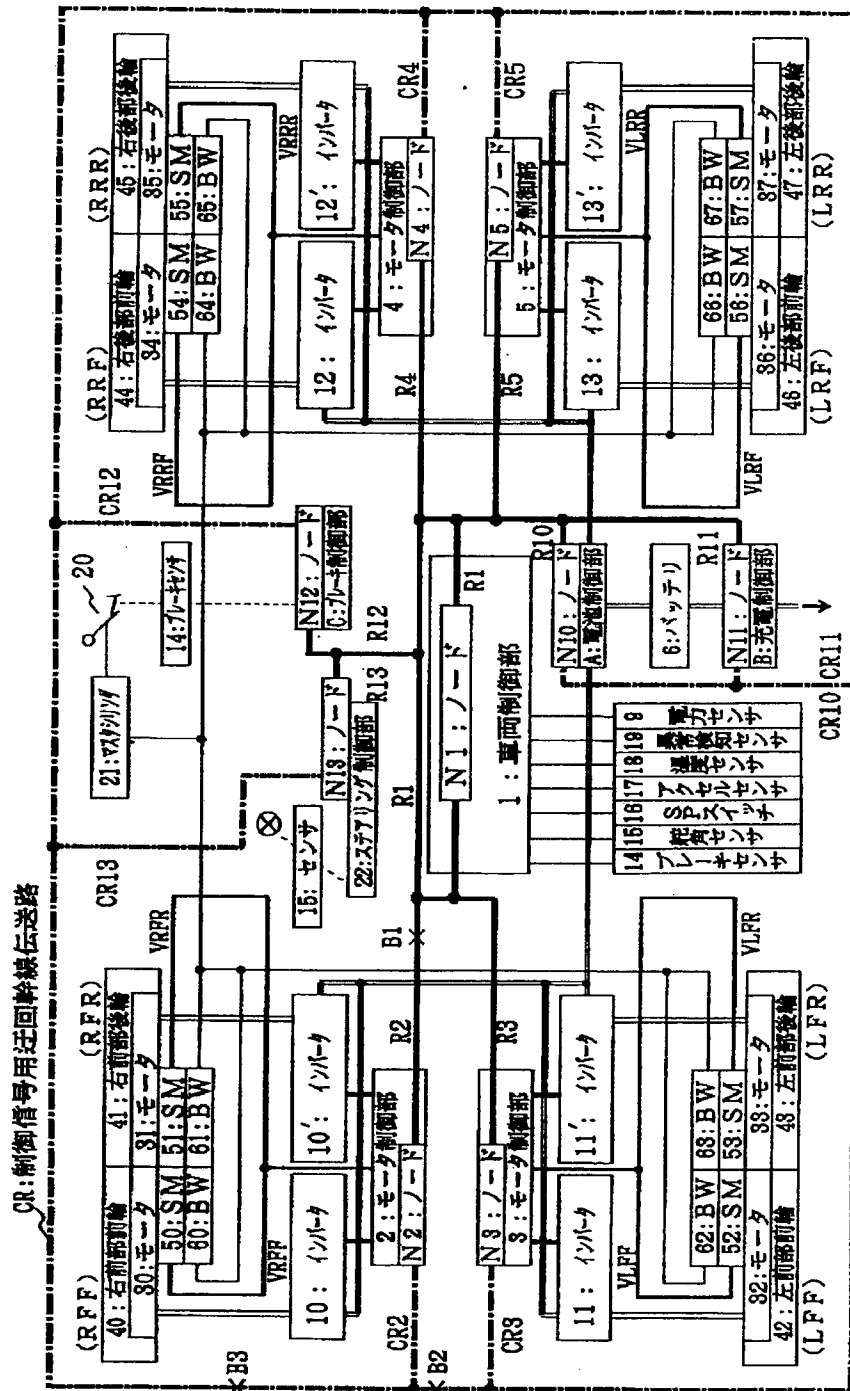 CR:制御信号用迂回幹線伝送路
(RFF)
(RFR)
40:右前部前輪
41:右前部後輪
30:モータ
31:モータ
50:SM
51:SM
60:BW
61:BW
VRFF
VRFR
10: インバータ
10': インバータ
2:モータ制御部
N2:ノード
CR2
R2
B1
B2
B3
CR3
R3
N3:ノード
3:モータ制御部
11: インバータ
11': インバータ
VLFF
VLFR
62:BW
63:BW
52:SM
53:SM
32:モータ
33:モータ
42:左前部前輪
43:左前部後輪
(LFF)
(LFR)
CR13
CR12
21:マスタシリンダ
20
14:ブレーキセンサ
N12:ノード
C:ブレーキ制御部
R12
N13:ノード
R13
15:センサ
22:ステアリング制御部
R1
R1
N1:ノード
1:車両制御部
14 ブレーキセンサ
15 舵角センサ
16 SPスイッチ
17 アクセルセンサ
18 温度センサ
19 異常検知センサ
9 電力センサ
R10
N10:ノード
A:電池制御部
6:バッテリ
R11
N11:ノード
B:充電制御部
CR10
CR11
(RRF)
(RRR)
44:右後部前輪
45:右後部後輪
34:モータ
35:モータ
54:SM
55:SM
64:BW
65:BW
VRRF
VRRR
12: インバータ
12': インバータ
4:モータ制御部
N4:ノード
R4
CR4
R5
CR5
N5:ノード
5:モータ制御部
13: インバータ
13': インバータ
VLRF
VLRR
66:BW
67:BW
56:SM
57:SM
36:モータ
37:モータ
46:左後部前輪
47:左後部後輪
(LRF)
(LRR)